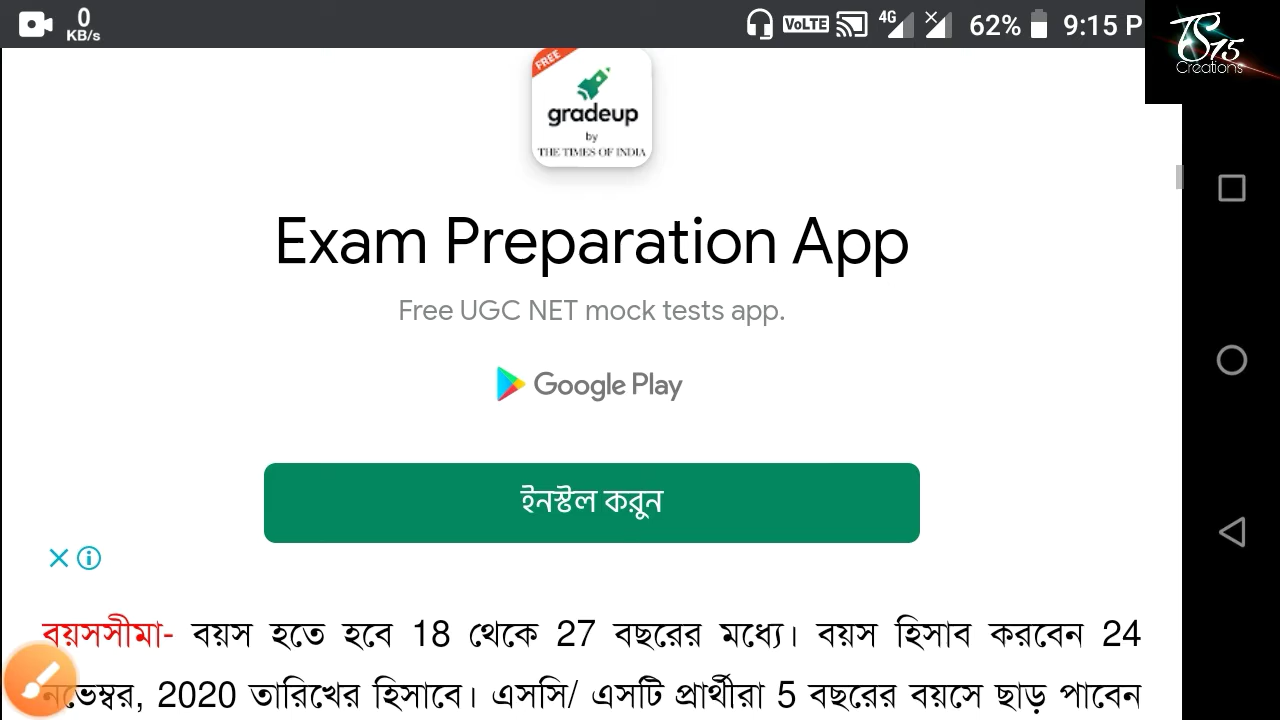 0
KB/s
VoLTE
4G
62%
9:15 P
TS15
Creations
FREE
gradeup
by
THE TIMES OF INDIA
Exam Preparation App
Free UGC NET mock tests app.
Google Play
ইনস্টল করুন
বয়সসীমা- বয়স হতে হবে 18 থেকে 27 বছরের মধ্যে। বয়স হিসাব করবেন 24
নভেম্বর, 2020 তারিখের হিসাবে। এসসি/ এসটি প্রার্থীরা 5 বছরের বয়সে ছাড় পাবেন